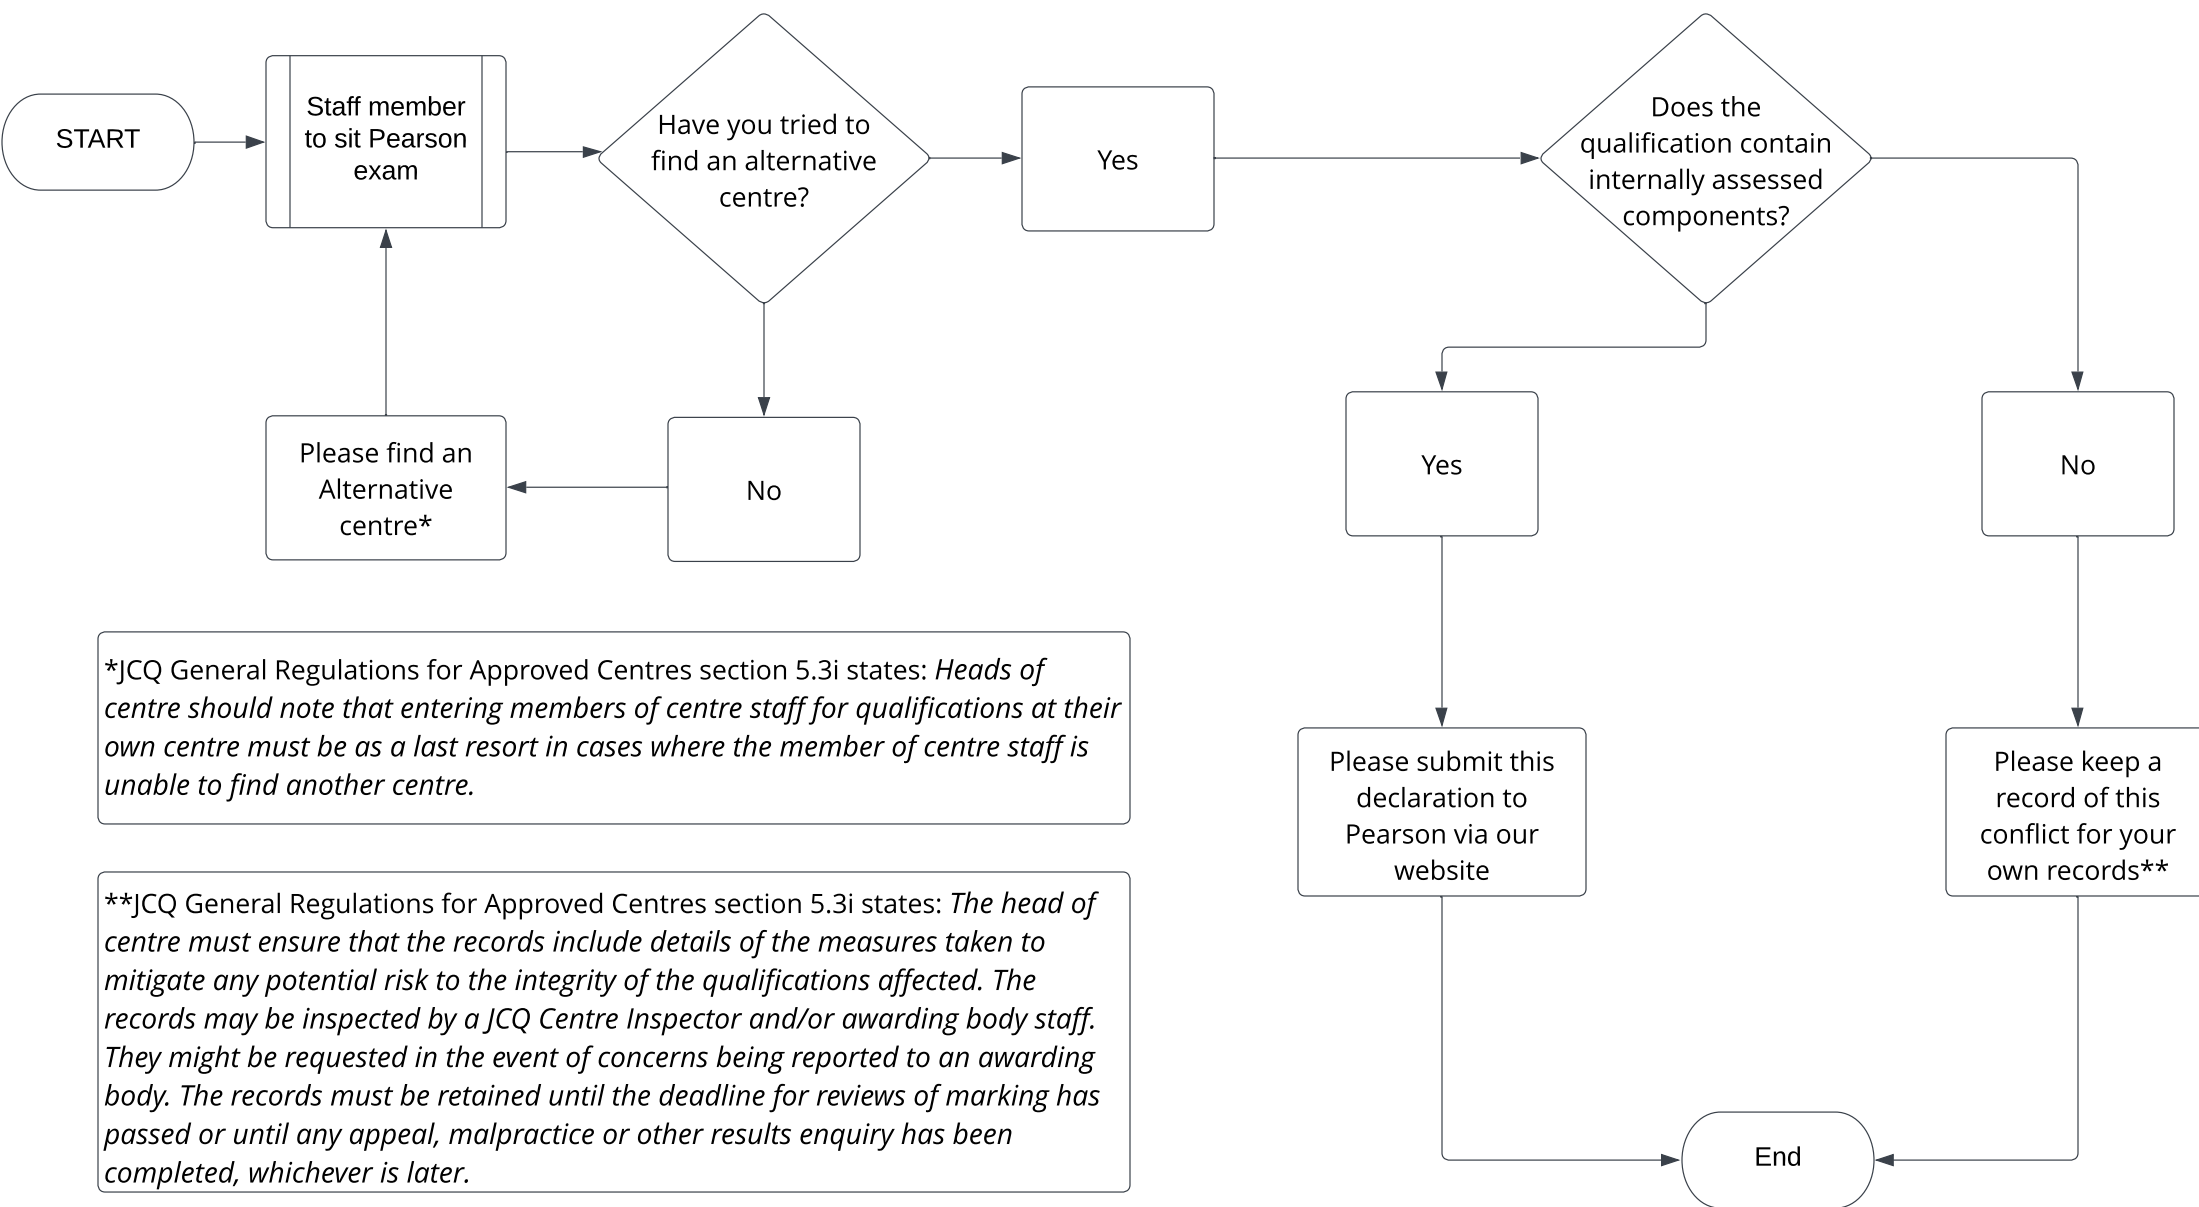 START
Staff member
to sit Pearson
exam
Have you tried to
find an alternative
centre?
Yes
Does the
qualification contain
internally assessed
components?
Please find an
Alternative
centre*
No
Yes
No
*JCQ General Regulations for Approved Centres section 5.3i states: Heads of
centre should note that entering members of centre staff for qualifications at their
own centre must be as a last resort in cases where the member of centre staff is
unable to find another centre.
Please submit this
declaration to
Pearson via our
website
Please keep a
record of this
conflict for your
own records**
**JCQ General Regulations for Approved Centres section 5.3i states: The head of
centre must ensure that the records include details of the measures taken to
mitigate any potential risk to the integrity of the qualifications affected. The
records may be inspected by a JCQ Centre Inspector and/or awarding body staff.
They might be requested in the event of concerns being reported to an awarding
body. The records must be retained until the deadline for reviews of marking has
passed or until any appeal, malpractice or other results enquiry has been
completed, whichever is later.
End